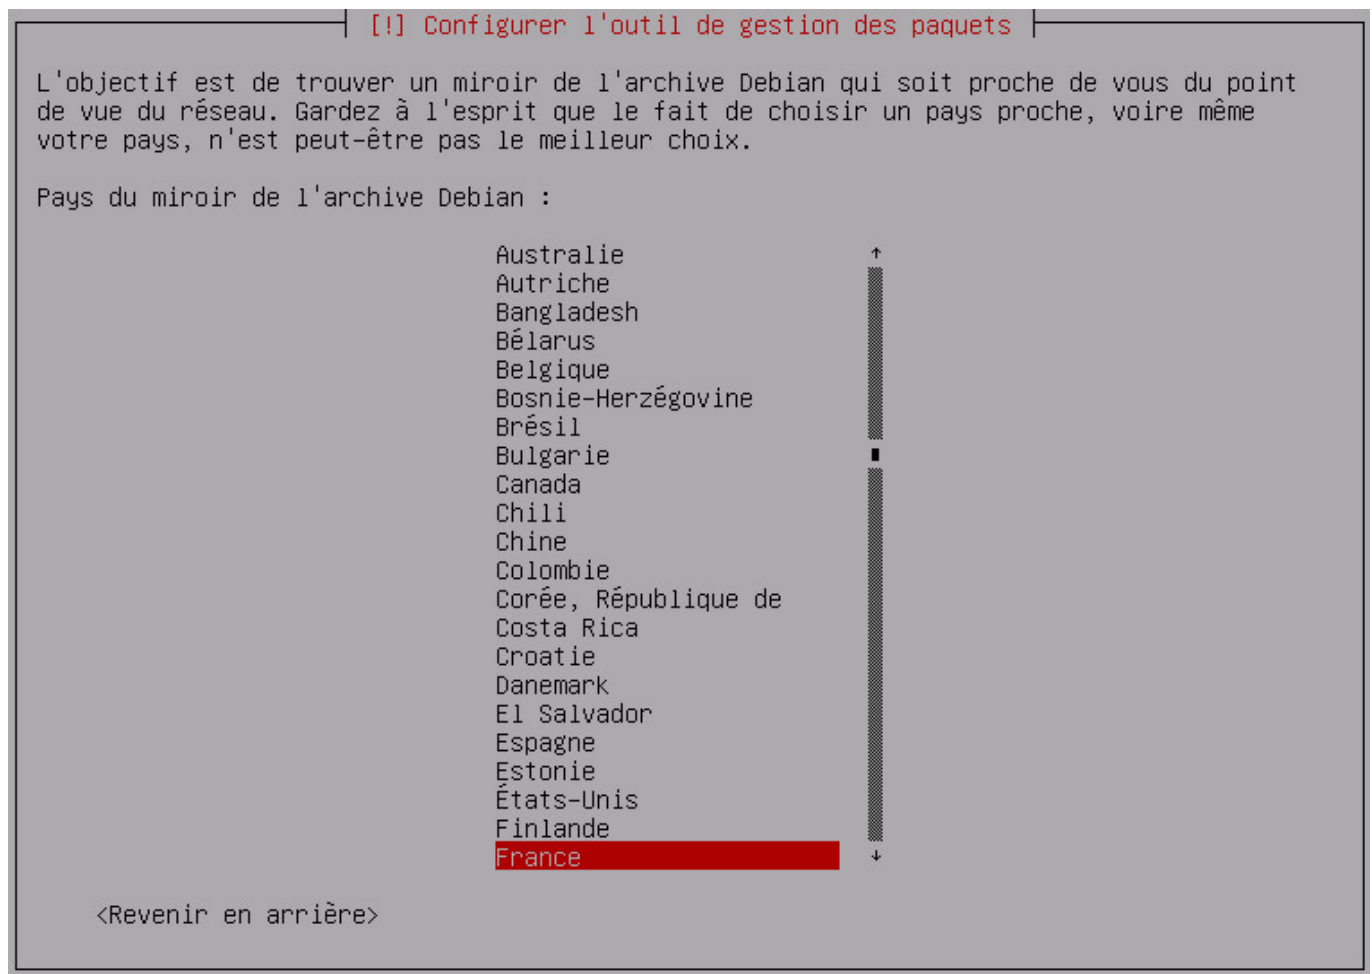 [!] Configurer l'outil de gestion des paquets
L'objectif est de trouver un miroir de l'archive Debian qui soit proche de vous du point
de vue du réseau. Gardez à l'esprit que le fait de choisir un pays proche, voire même
votre pays, n'est peut-être pas le meilleur choix.
Pays du miroir de l'archive Debian :
Australie
Autriche
Bangladesh
Bélarus
Belgique
Bosnie-Herzégovine
Brésil
Bulgarie
Canada
Chili
Chine
Colombie
Corée, République de
Costa Rica
Croatie
Danemark
El Salvador
Espagne
Estonie
États-Unis
Finlande
France
<Revenir en arrière>